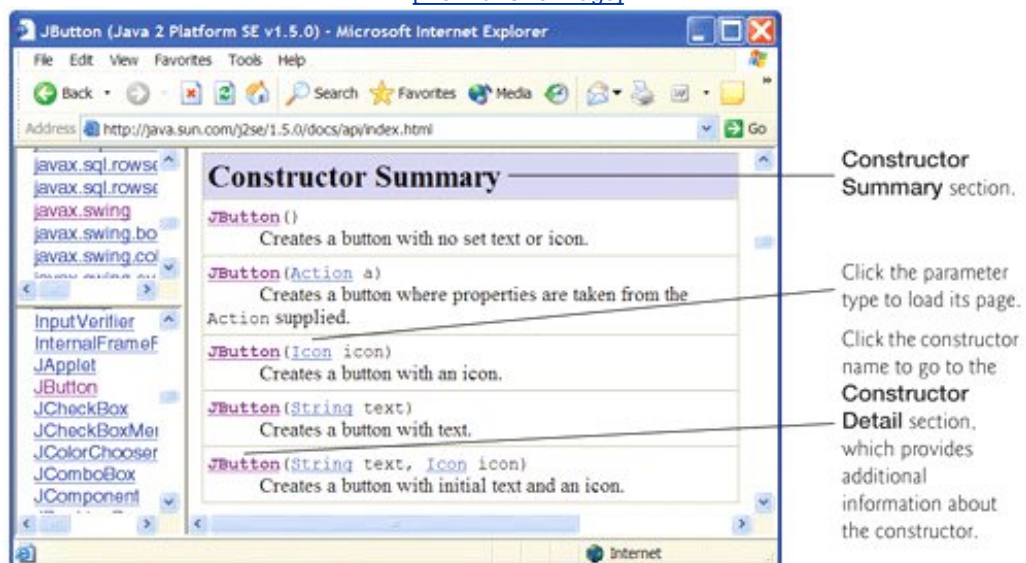 JButton (Java 2 Platform SE v1.5.0) - Microsoft Internet Explorer
File Edit View Favorites Tools Help
Back Search Favorites Media
Address http://java.sun.com/j2se/1.5.0/docs/api/index.html Go
javax.sql.rowse
javax.sql.rowse
javax.swing
javax.swing.bo
javax.swing.col
InputVerifier
InternalFrameF
JApplet
JButton
JCheckBox
JCheckBoxMer
JColorChooser
JComboBox
JComponent
Constructor Summary
JButton()
Creates a button with no set text or icon.
JButton(Action a)
Creates a button where properties are taken from the
Action supplied.
JButton(Icon icon)
Creates a button with an icon.
JButton(String text)
Creates a button with text.
JButton(String text, Icon icon)
Creates a button with initial text and an icon.
Internet
Constructor
Summary section.
Click the parameter
type to load its page.
Click the constructor
name to go to the
Constructor
Detail section,
which provides
additional
information about
the constructor.